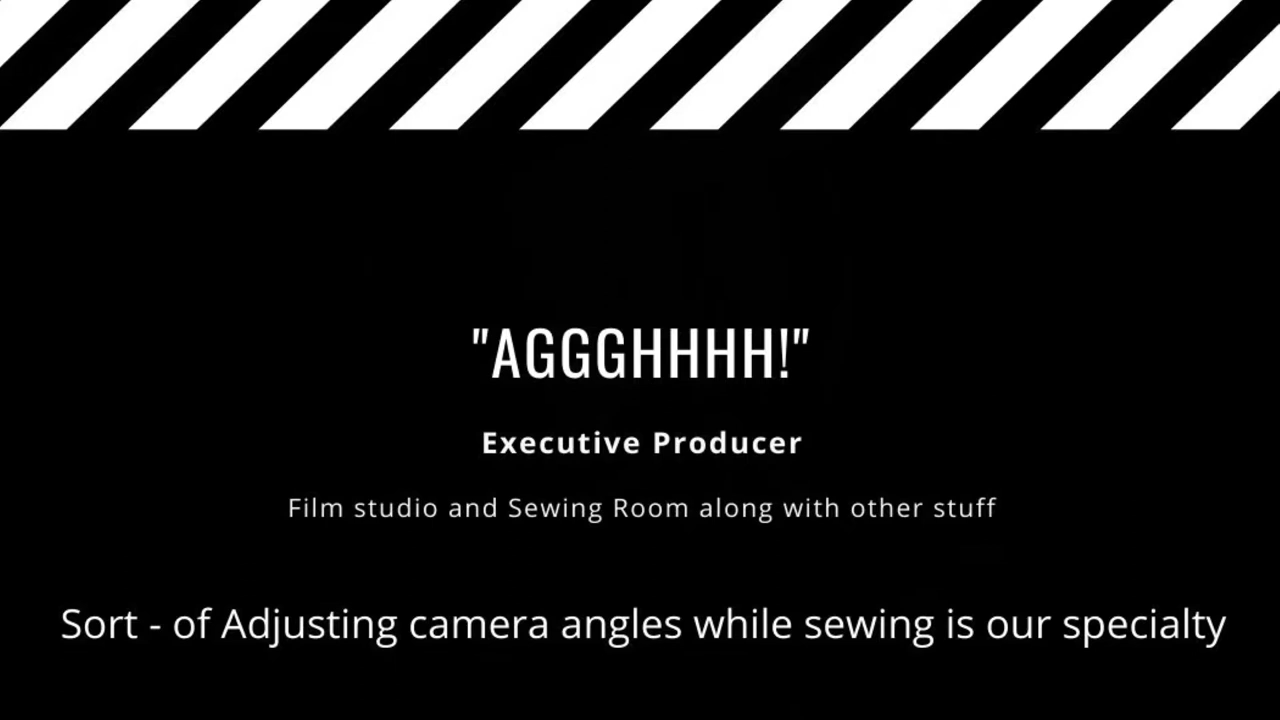 "AGGGHHHH!"
Executive Producer
Film studio and Sewing Room along with other stuff
Sort - of Adjusting camera angles while sewing is our specialty